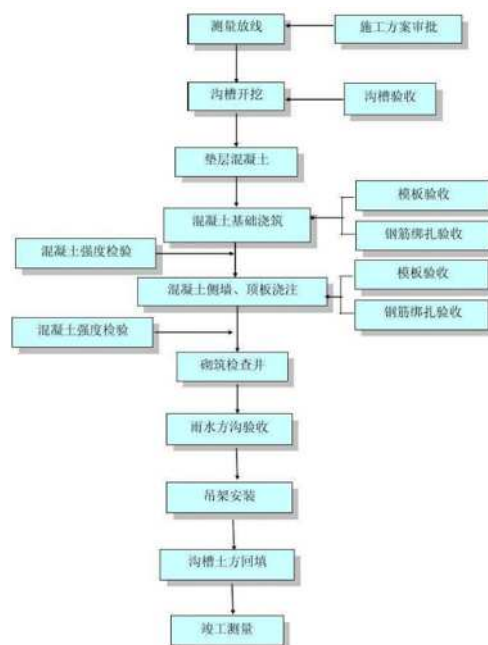 测量放线
施工方案审批
沟槽开挖
沟槽验收
垫层混凝土
模板验收
混凝土基础浇筑
钢筋绑扎验收
混凝土强度检验
模板验收
混凝土侧墙、顶板浇注
钢筋绑扎验收
混凝土强度检验
砌筑检查井
雨水方沟验收
吊架安装
沟槽土方回填
竣工测量